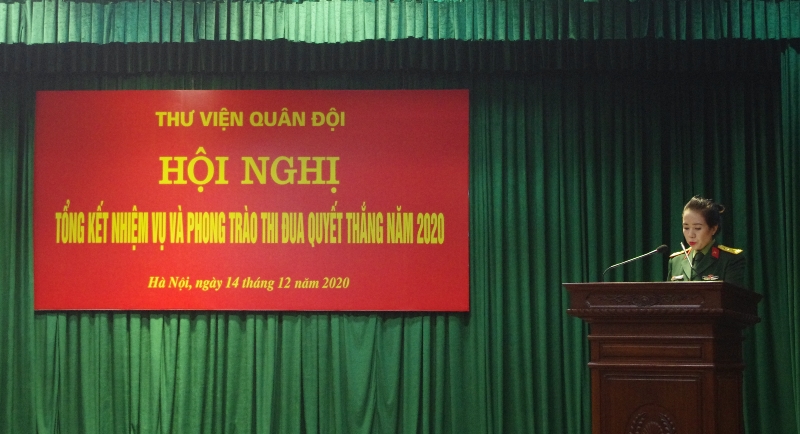 THƯ VIỆN QUÂN ĐỘI
HỘI NGHỊ
TỔNG KẾT NHIỆM VỤ VÀ PHONG TRÀO THI ĐUA QUYẾT THẮNG NĂM 2020
Hà Nội, ngày 14 tháng 12 năm 2020